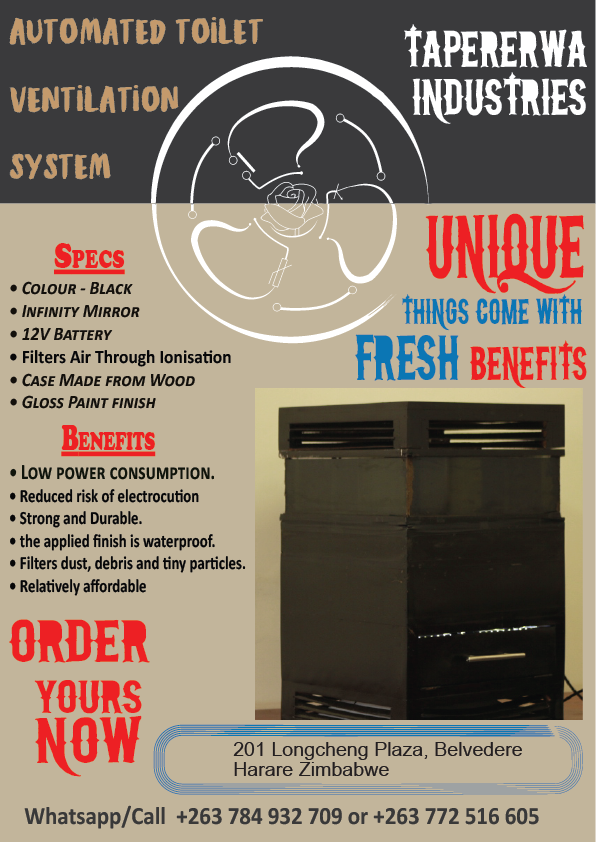 AUTOMATED TOILET
VENTILATION
SYSTEM
TAPERERWA
INDUSTRIES
UNIQUE
THINGS COME WITH
FRESH BENEFITS
SPECS
• COLOUR - BLACK
• INFINITY MIRROR
• 12V BATTERY
• Filters Air Through Ionisation
• CASE MADE FROM WOOD
• GLOSS PAINT FINISH
BENEFITS
• LOW POWER CONSUMPTION.
• Reduced risk of electrocution
• Strong and Durable.
• the applied finish is waterproof.
• Filters dust, debris and tiny particles.
• Relatively affordable
ORDER
YOURS
NOW
201 Longcheng Plaza, Belvedere
Harare Zimbabwe
Whatsapp/Call +263 784 932 709 or +263 772 516 605